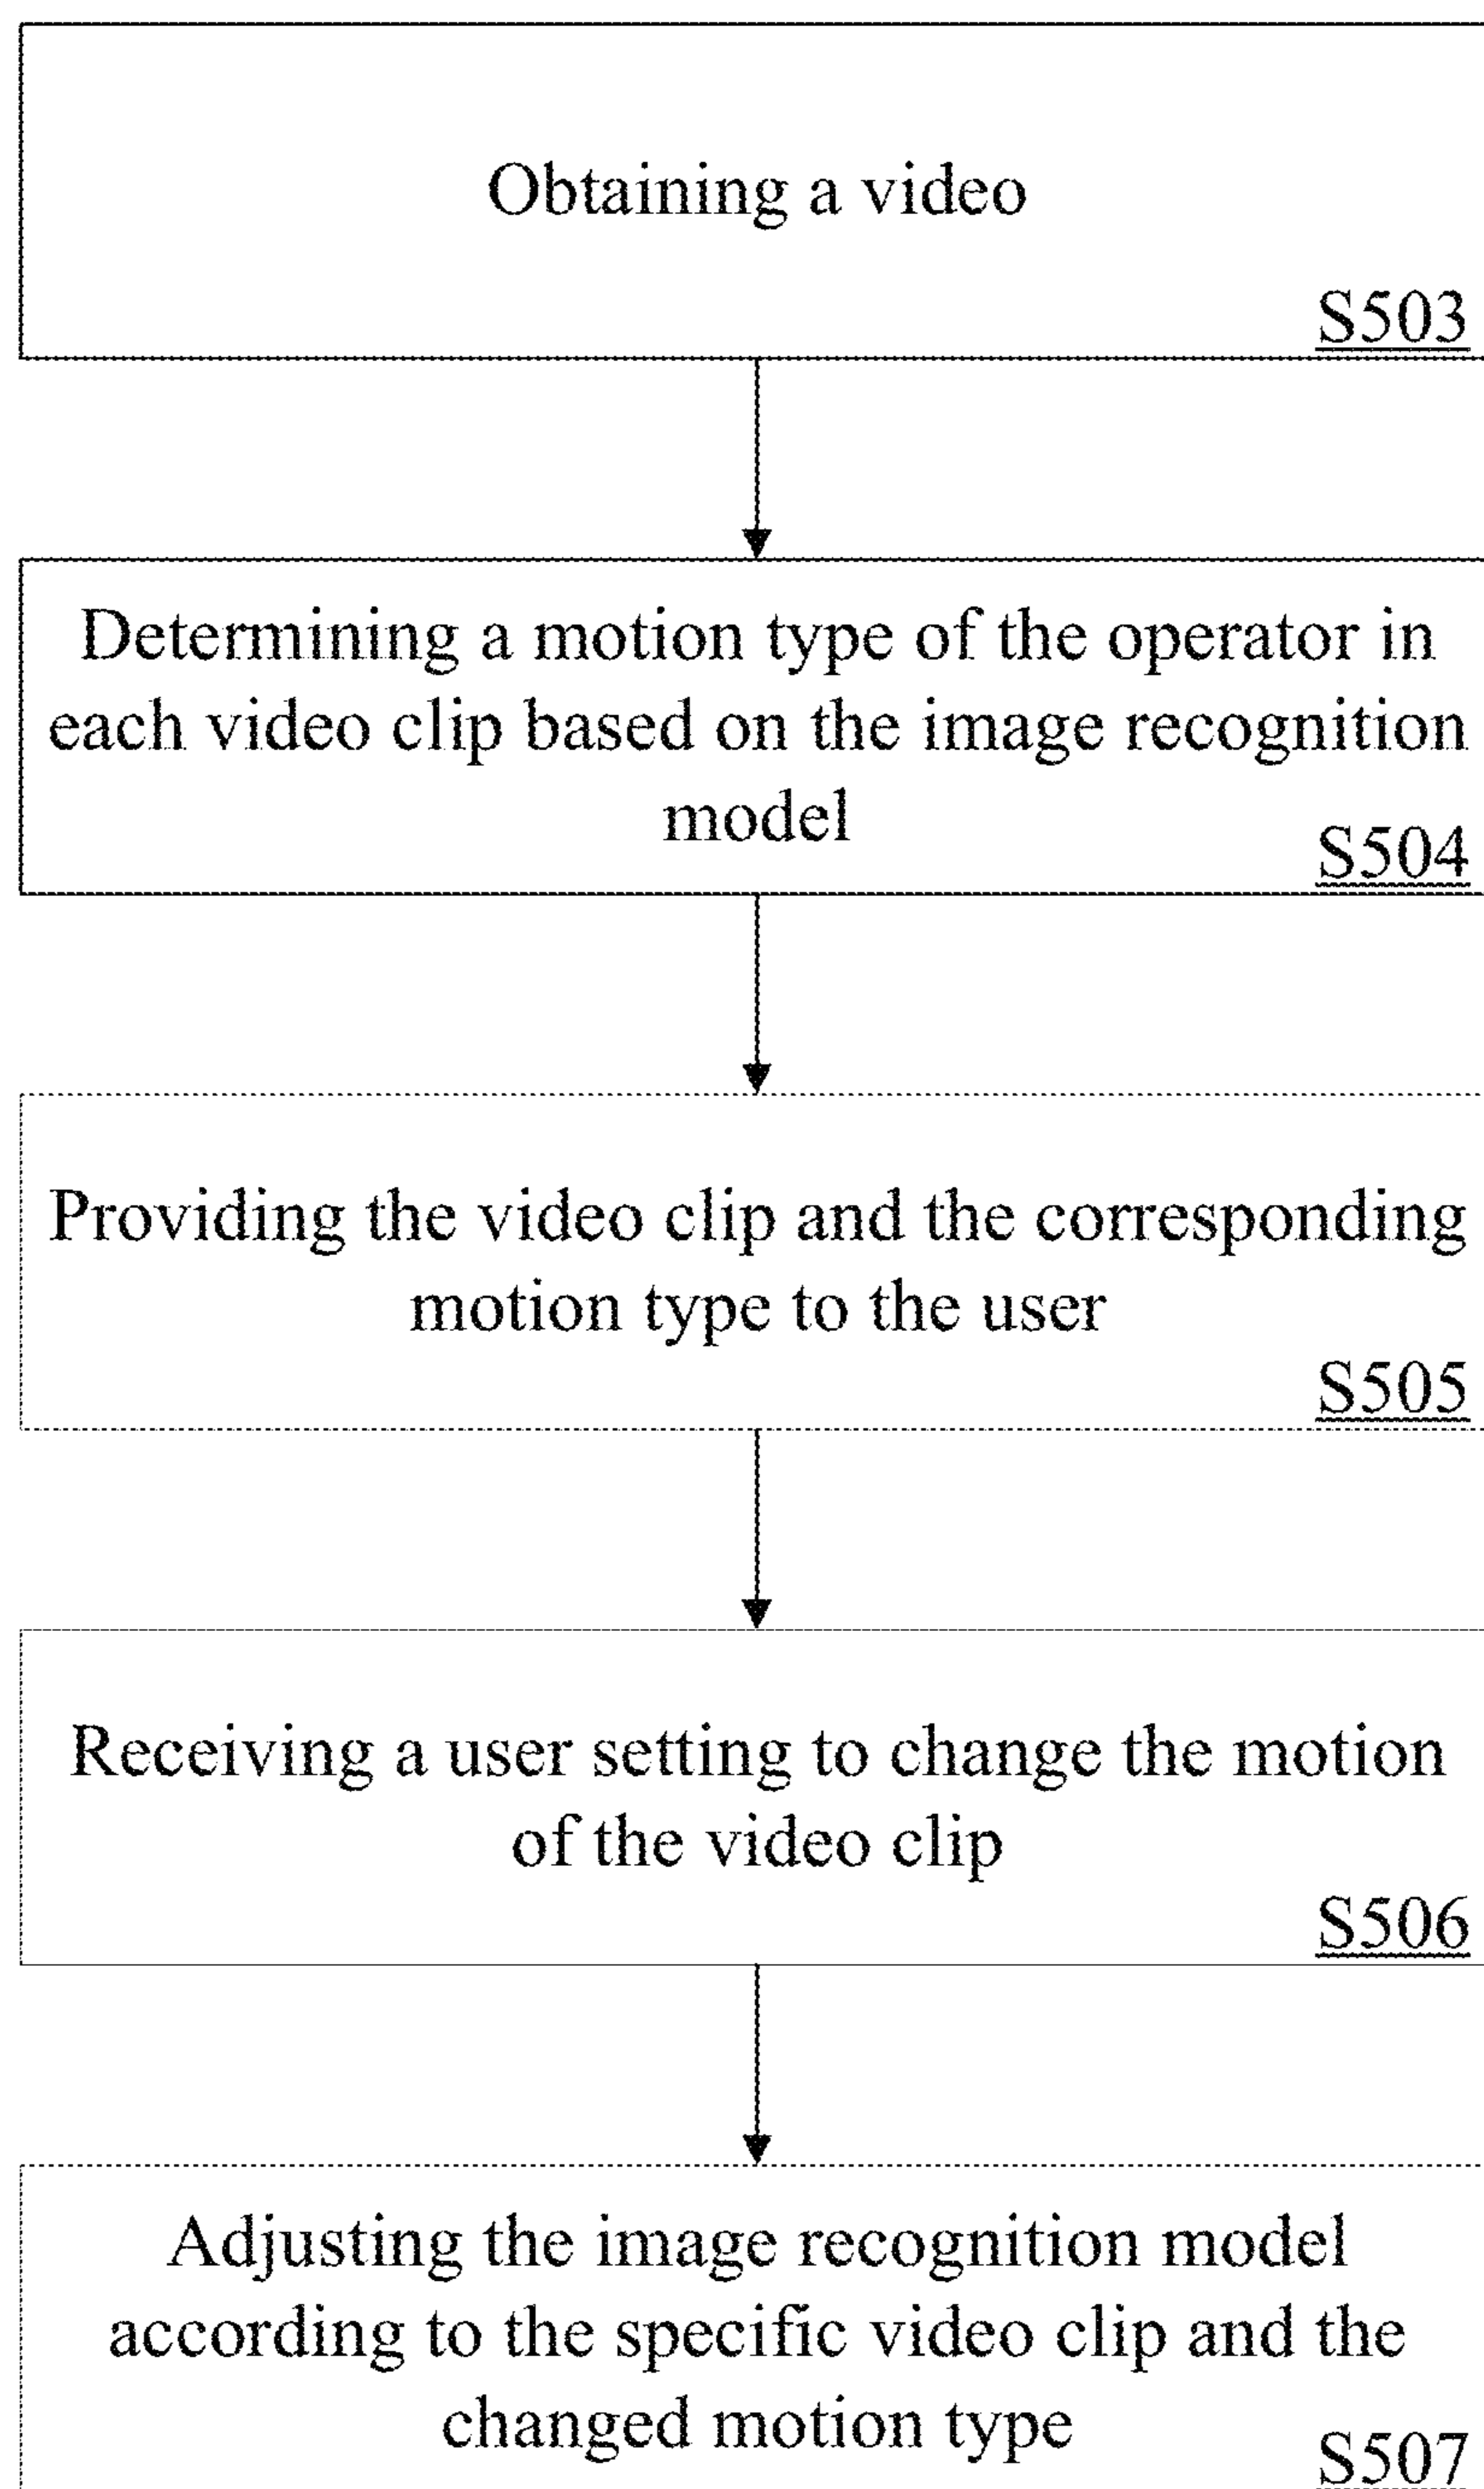 Obtaining a video
S503
Determining a motion type of the operator in
each video clip based on the image recognition
model
S504
Providing the video clip and the corresponding
motion type to the user
S505
Receiving a user setting to change the motion
of the video clip
S506
Adjusting the image recognition model
according to the specific video clip and the
changed motion type
S507